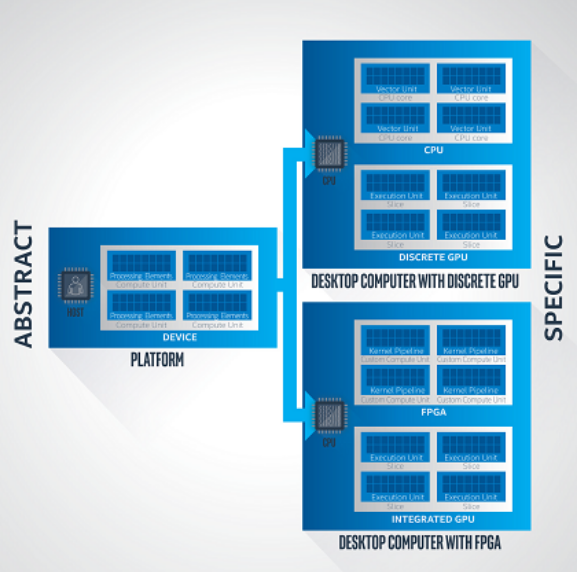 ABSTRACT
HOST
Processing Elements Processing Elements
Compute Unit Compute Unit
Processing Elements Processing Elements
Compute Unit Compute Unit
DEVICE
PLATFORM
CPU
Vector Unit Vector Unit
CPU core CPU core
Vector Unit Vector Unit
CPU core CPU core
CPU
Execution Unit Execution Unit
Slice Slice
Execution Unit Execution Unit
Slice Slice
DISCRETE GPU
DESKTOP COMPUTER WITH DISCRETE GPU
CPU
Kernel Pipeline Kernel Pipeline
Custom Compute Unit Custom Compute Unit
Kernel Pipeline Kernel Pipeline
Custom Compute Unit Custom Compute Unit
FPGA
Execution Unit Execution Unit
Slice Slice
Execution Unit Execution Unit
Slice Slice
INTEGRATED GPU
DESKTOP COMPUTER WITH FPGA
SPECIFIC